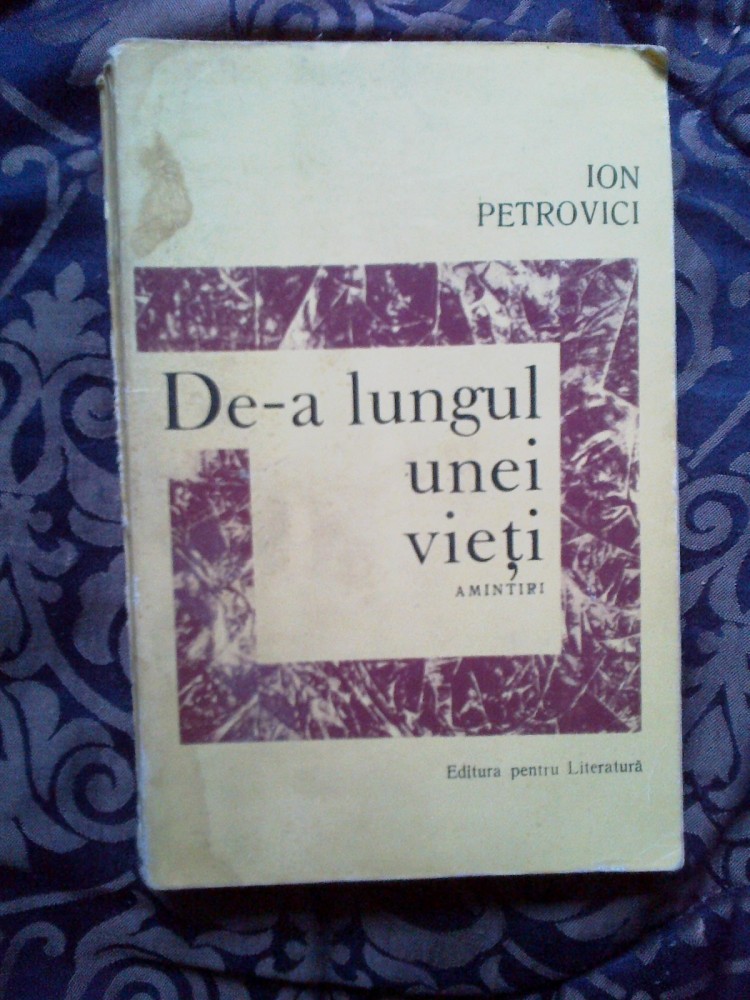 ION
PETROVICI
De-a lungul
unei
vieți
AMINTIRI
Editura pentru Literatură